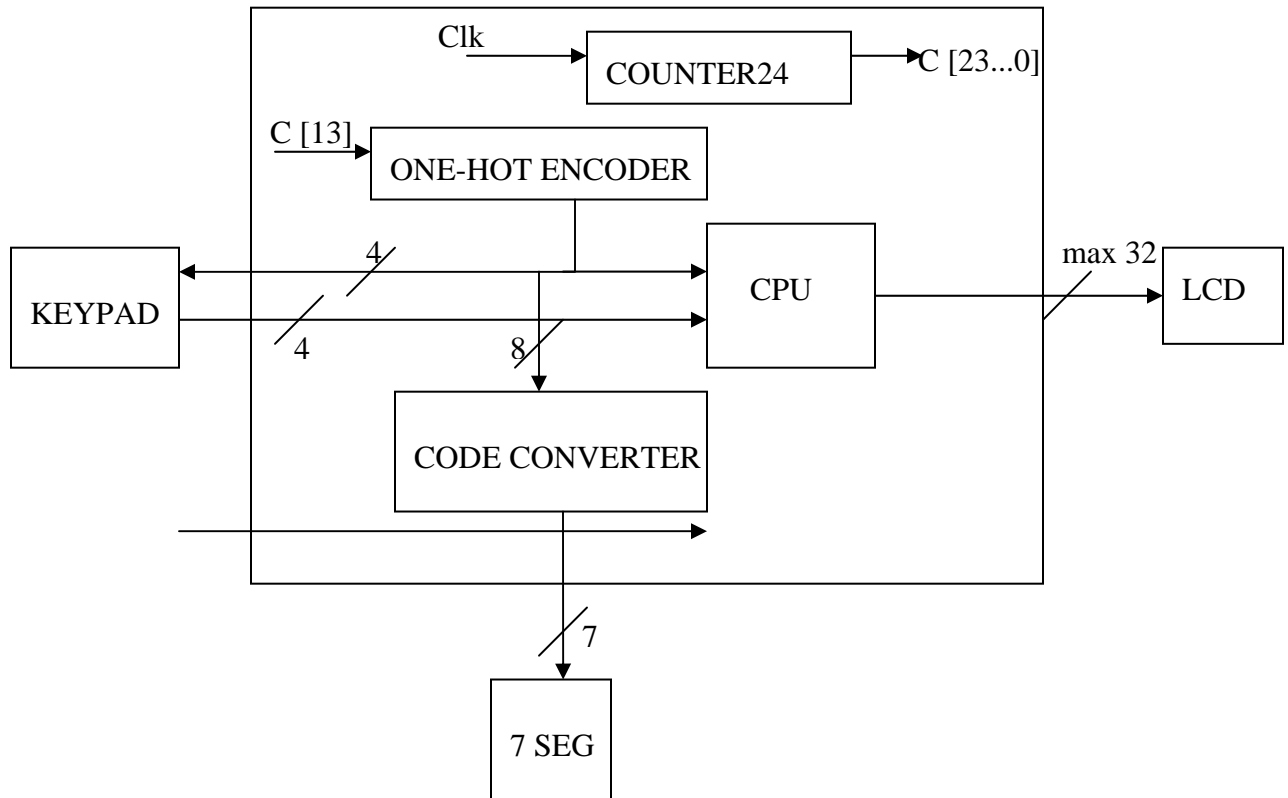 Clk
COUNTER24
C [23...0]
C [13]
ONE-HOT ENCODER
4
max 32
KEYPAD
CPU
LCD
4
8
CODE CONVERTER
7
7 SEG